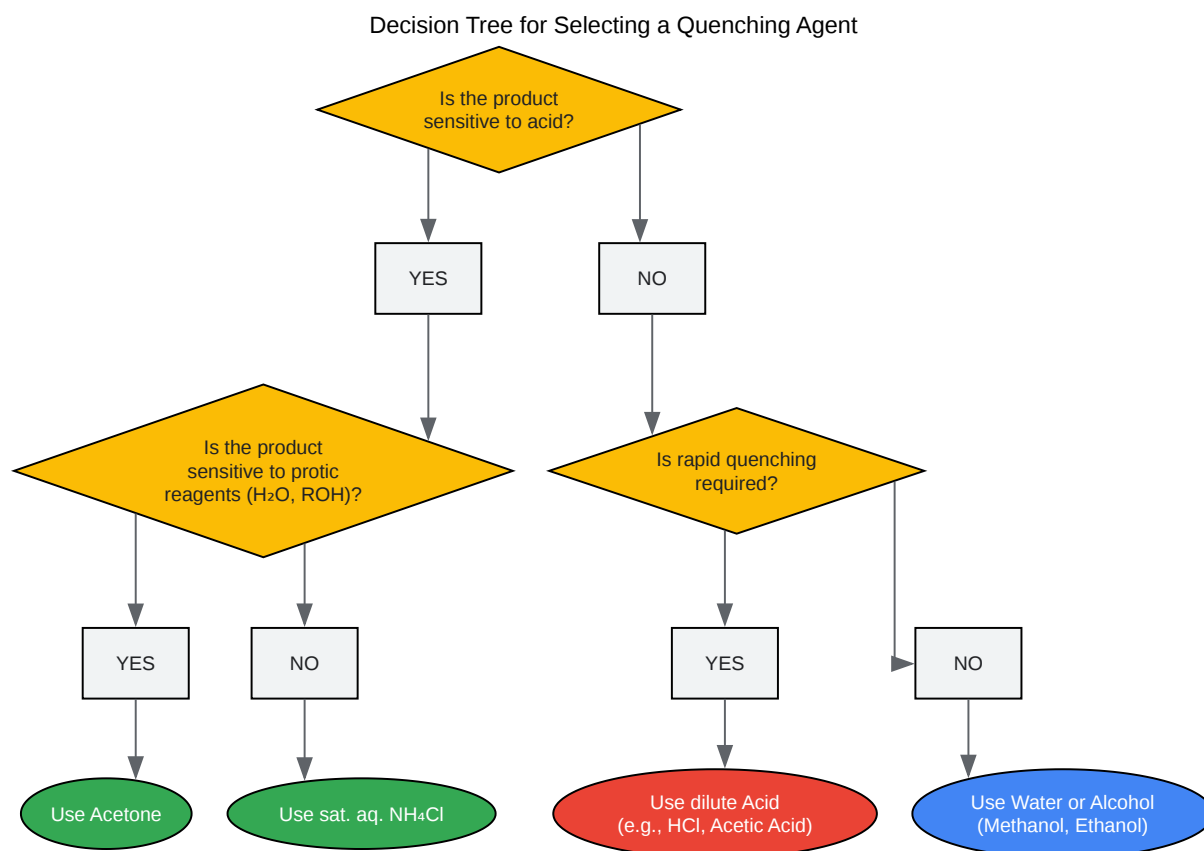 Decision Tree for Selecting a Quenching Agent
Is the product
sensitive to acid?
YES
NO
Is the product
sensitive to protic
reagents (H₂O, ROH)?
Is rapid quenching
required?
YES
NO
YES
NO
Use Acetone
Use sat. aq. NH₄Cl
Use dilute Acid
(e.g., HCl, Acetic Acid)
Use Water or Alcohol
(Methanol, Ethanol)